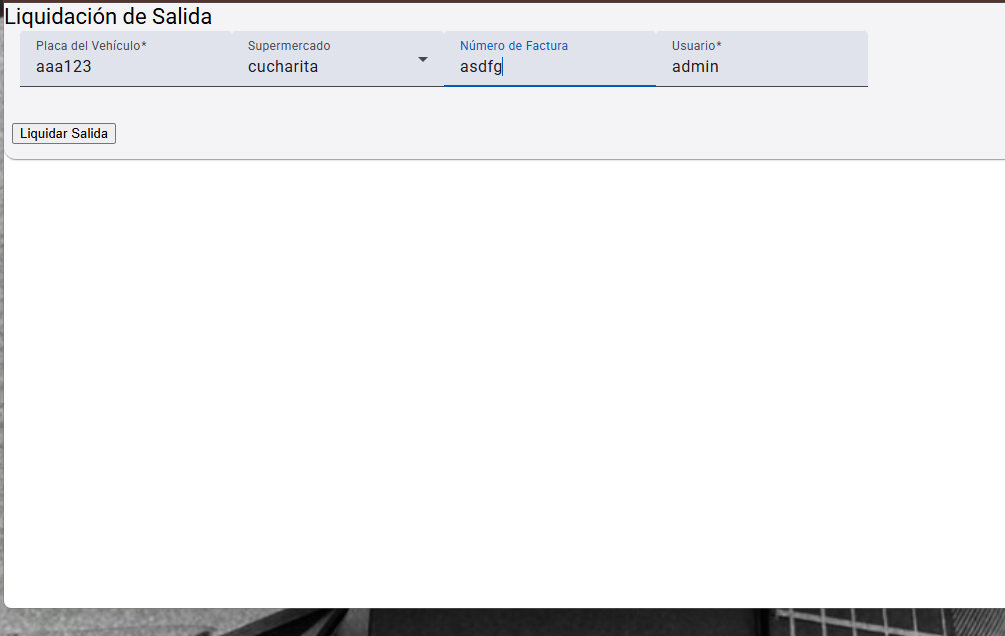 Liquidación de Salida
Placa del Vehículo* Supermercado Número de Factura Usuario*
aaa123 cucharita asdfg admin
Liquidar Salida